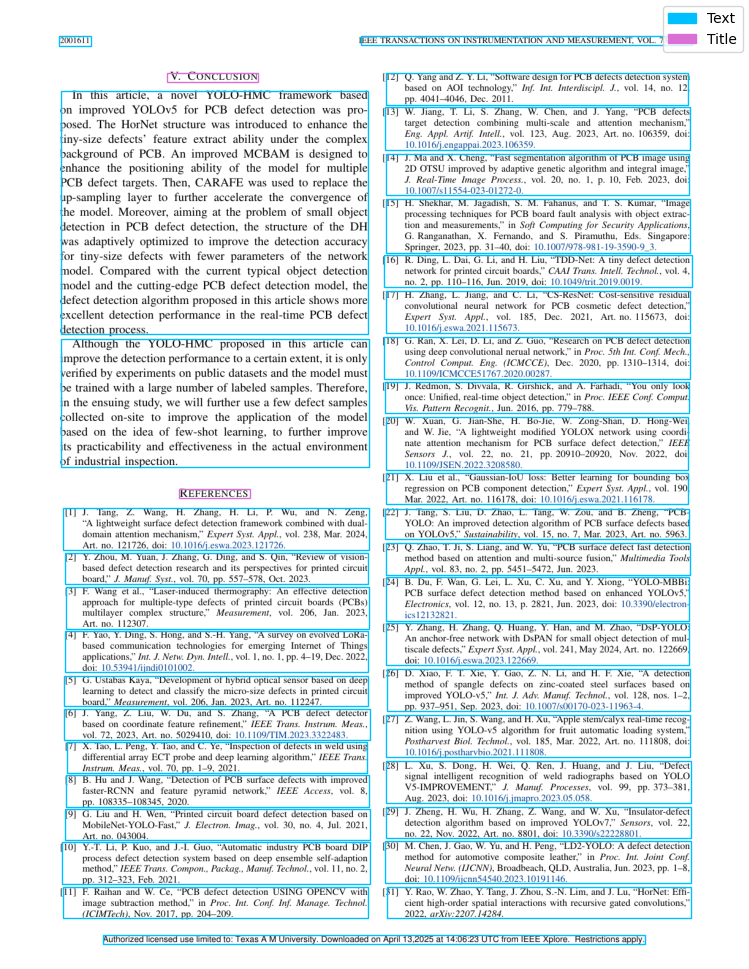 2001611
IEEE TRANSACTIONS ON INSTRUMENTATION AND MEASUREMENT, VOL. 7
Text
Title
V. CONCLUSION
In this article, a novel YOLO-HMC framework based
on improved YOLOv5 for PCB defect detection was pro-
posed. The HorNet structure was introduced to enhance the
tiny-size defects' feature extract ability under the complex
background of PCB. An improved MCBAM is designed to
enhance the positioning ability of the model for multiple
PCB defect targets. Then, CARAFE was used to replace the
up-sampling layer to further accelerate the convergence of
the model. Moreover, aiming at the problem of small object
detection in PCB defect detection, the structure of the DH
was adaptively optimized to improve the detection accuracy
for tiny-size defects with fewer parameters of the network
model. Compared with the current typical object detection
model and the cutting-edge PCB defect detection model, the
defect detection algorithm proposed in this article shows more
excellent detection performance in the real-time PCB defect
detection process.
Although the YOLO-HMC proposed in this article can
improve the detection performance to a certain extent, it is only
verified by experiments on public datasets and the model must
be trained with a large number of labeled samples. Therefore,
in the ensuing study, we will further use a few defect samples
collected on-site to improve the application of the model
based on the idea of few-shot learning, to further improve
its practicability and effectiveness in the actual environment
of industrial inspection.
REFERENCES
[1] J. Tang, Z. Wang, H. Zhang, H. Li, P. Wu, and N. Zeng,
"A lightweight surface defect detection framework combined with dual-
domain attention mechanism," Expert Syst. Appl., vol. 238, Mar. 2024,
Art. no. 121726, doi: 10.1016/j.eswa.2023.121726.
[2] Y. Zhou, M. Yuan, J. Zhang, G. Ding, and S. Qin, "Review of vision-
based defect detection research and its perspectives for printed circuit
board," J. Manuf. Syst., vol. 70, pp. 557–578, Oct. 2023.
[3] F. Wang et al., "Laser-induced thermography: An effective detection
approach for multiple-type defects of printed circuit boards (PCBs)
multilayer complex structure," Measurement, vol. 206, Jan. 2023,
Art. no. 112307.
[4] F. Yao, Y. Ding, S. Hong, and S.-H. Yang, "A survey on evolved LoRa-
based communication technologies for emerging Internet of Things
applications," Int. J. Netw. Dyn. Intell., vol. 1, no. 1, pp. 4–19, Dec. 2022,
doi: 10.53941/ijndi0101002.
[5] G. Ustabas Kaya, "Development of hybrid optical sensor based on deep
learning to detect and classify the micro-size defects in printed circuit
board," Measurement, vol. 206, Jan. 2023, Art. no. 112247.
[6] J. Yang, Z. Liu, W. Du, and S. Zhang, "A PCB defect detector
based on coordinate feature refinement," IEEE Trans. Instrum. Meas.,
vol. 72, 2023, Art. no. 5029410, doi: 10.1109/TIM.2023.3322483.
[7] X. Tao, L. Peng, Y. Tao, and C. Ye, "Inspection of defects in weld using
differential array ECT probe and deep learning algorithm," IEEE Trans.
Instrum. Meas., vol. 70, pp. 1–9, 2021.
[8] B. Hu and J. Wang, "Detection of PCB surface defects with improved
faster-RCNN and feature pyramid network," IEEE Access, vol. 8,
pp. 108335–108345, 2020.
[9] G. Liu and H. Wen, "Printed circuit board defect detection based on
MobileNet-YOLO-Fast," J. Electron. Imag., vol. 30, no. 4, Jul. 2021,
Art. no. 043004.
[10] Y.-T. Li, P. Kuo, and J.-I. Guo, "Automatic industry PCB board DIP
process defect detection system based on deep ensemble self-adaption
method," IEEE Trans. Compon., Packag., Manuf. Technol., vol. 11, no. 2,
pp. 312–323, Feb. 2021.
[11] F. Raihan and W. Ce, "PCB defect detection USING OPENCV with
image subtraction method," in Proc. Int. Conf. Inf. Manage. Technol.
(ICIMTech), Nov. 2017, pp. 204–209.
[12] Q. Yang and Z. Y. Li, "Software design for PCB defects detection system
based on AOI technology," Inf. Int. Interdiscipl. J., vol. 14, no. 12,
pp. 4041–4046, Dec. 2011.
[13] W. Jiang, T. Li, S. Zhang, W. Chen, and J. Yang, "PCB defects
target detection combining multi-scale and attention mechanism,"
Eng. Appl. Artif. Intell., vol. 123, Aug. 2023, Art. no. 106359, doi:
10.1016/j.engappai.2023.106359.
[14] J. Ma and X. Cheng, "Fast segmentation algorithm of PCB image using
2D OTSU improved by adaptive genetic algorithm and integral image,"
J. Real-Time Image Process., vol. 20, no. 1, p. 10, Feb. 2023, doi:
10.1007/s11554-023-01272-0.
[15] H. Shekhar, M. Jagadish, S. M. Fahanus, and T. S. Kumar, "Image
processing techniques for PCB board fault analysis with object extrac-
tion and measurements," in Soft Computing for Security Applications,
G. Ranganathan, X. Fernando, and S. Piramuthu, Eds. Singapore:
Springer, 2023, pp. 31–40, doi: 10.1007/978-981-19-3590-9_3.
[16] R. Ding, L. Dai, G. Li, and H. Liu, "TDD-Net: A tiny defect detection
network for printed circuit boards," CAAI Trans. Intell. Technol., vol. 4,
no. 2, pp. 110–116, Jun. 2019, doi: 10.1049/trit.2019.0019.
[17] H. Zhang, L. Jiang, and C. Li, "CS-ResNet: Cost-sensitive residual
convolutional neural network for PCB cosmetic defect detection,"
Expert Syst. Appl., vol. 185, Dec. 2021, Art. no. 115673, doi:
10.1016/j.eswa.2021.115673.
[18] G. Ran, X. Lei, D. Li, and Z. Guo, "Research on PCB defect detection
using deep convolutional nerual network," in Proc. 5th Int. Conf. Mech.,
Control Comput. Eng. (ICMCCE), Dec. 2020, pp. 1310–1314, doi:
10.1109/ICMCCE51767.2020.00287.
[19] J. Redmon, S. Divvala, R. Girshick, and A. Farhadi, "You only look
once: Unified, real-time object detection," in Proc. IEEE Conf. Comput.
Vis. Pattern Recognit., Jun. 2016, pp. 779–788.
[20] W. Xuan, G. Jian-She, H. Bo-Jie, W. Zong-Shan, D. Hong-Wei,
and W. Jie, "A lightweight modified YOLOX network using coordi-
nate attention mechanism for PCB surface defect detection," IEEE
Sensors J., vol. 22, no. 21, pp. 20910–20920, Nov. 2022, doi:
10.1109/JSEN.2022.3208580.
[21] X. Liu et al., "Gaussian-IoU loss: Better learning for bounding box
regression on PCB component detection," Expert Syst. Appl., vol. 190,
Mar. 2022, Art. no. 116178, doi: 10.1016/j.eswa.2021.116178.
[22] J. Tang, S. Liu, D. Zhao, L. Tang, W. Zou, and B. Zheng, "PCB-
YOLO: An improved detection algorithm of PCB surface defects based
on YOLOv5," Sustainability, vol. 15, no. 7, Mar. 2023, Art. no. 5963.
[23] Q. Zhao, T. Ji, S. Liang, and W. Yu, "PCB surface defect fast detection
method based on attention and multi-source fusion," Multimedia Tools
Appl., vol. 83, no. 2, pp. 5451–5472, Jun. 2023.
[24] B. Du, F. Wan, G. Lei, L. Xu, C. Xu, and Y. Xiong, "YOLO-MBBi:
PCB surface defect detection method based on enhanced YOLOv5,"
Electronics, vol. 12, no. 13, p. 2821, Jun. 2023, doi: 10.3390/electron-
ics12132821.
[25] Y. Zhang, H. Zhang, Q. Huang, Y. Han, and M. Zhao, "DsP-YOLO:
An anchor-free network with DsPAN for small object detection of mul-
tiscale defects," Expert Syst. Appl., vol. 241, May 2024, Art. no. 122669,
doi: 10.1016/j.eswa.2023.122669.
[26] D. Xiao, F. T. Xie, Y. Gao, Z. N. Li, and H. F. Xie, "A detection
method of spangle defects on zinc-coated steel surfaces based on
improved YOLO-v5," Int. J. Adv. Manuf. Technol., vol. 128, nos. 1–2,
pp. 937–951, Sep. 2023, doi: 10.1007/s00170-023-11963-4.
[27] Z. Wang, L. Jin, S. Wang, and H. Xu, "Apple stem/calyx real-time recog-
nition using YOLO-v5 algorithm for fruit automatic loading system,"
Postharvest Biol. Technol., vol. 185, Mar. 2022, Art. no. 111808, doi:
10.1016/j.postharvbio.2021.111808.
[28] L. Xu, S. Dong, H. Wei, Q. Ren, J. Huang, and J. Liu, "Defect
signal intelligent recognition of weld radiographs based on YOLO
V5-IMPROVEMENT," J. Manuf. Processes, vol. 99, pp. 373–381,
Aug. 2023, doi: 10.1016/j.jmapro.2023.05.058.
[29] J. Zheng, H. Wu, H. Zhang, Z. Wang, and W. Xu, "Insulator-defect
detection algorithm based on improved YOLOv7," Sensors, vol. 22,
no. 22, Nov. 2022, Art. no. 8801, doi: 10.3390/s22228801.
[30] M. Chen, J. Gao, W. Yu, and H. Peng, "LD2-YOLO: A defect detection
method for automotive composite leather," in Proc. Int. Joint Conf.
Neural Netw. (IJCNN), Broadbeach, QLD, Australia, Jun. 2023, pp. 1–8,
doi: 10.1109/ijcnn54540.2023.10191146.
[31] Y. Rao, W. Zhao, Y. Tang, J. Zhou, S.-N. Lim, and J. Lu, "HorNet: Effi-
cient high-order spatial interactions with recursive gated convolutions,"
2022, arXiv:2207.14284.
Authorized licensed use limited to: Texas A M University. Downloaded on April 13,2025 at 14:06:23 UTC from IEEE Xplore. Restrictions apply.